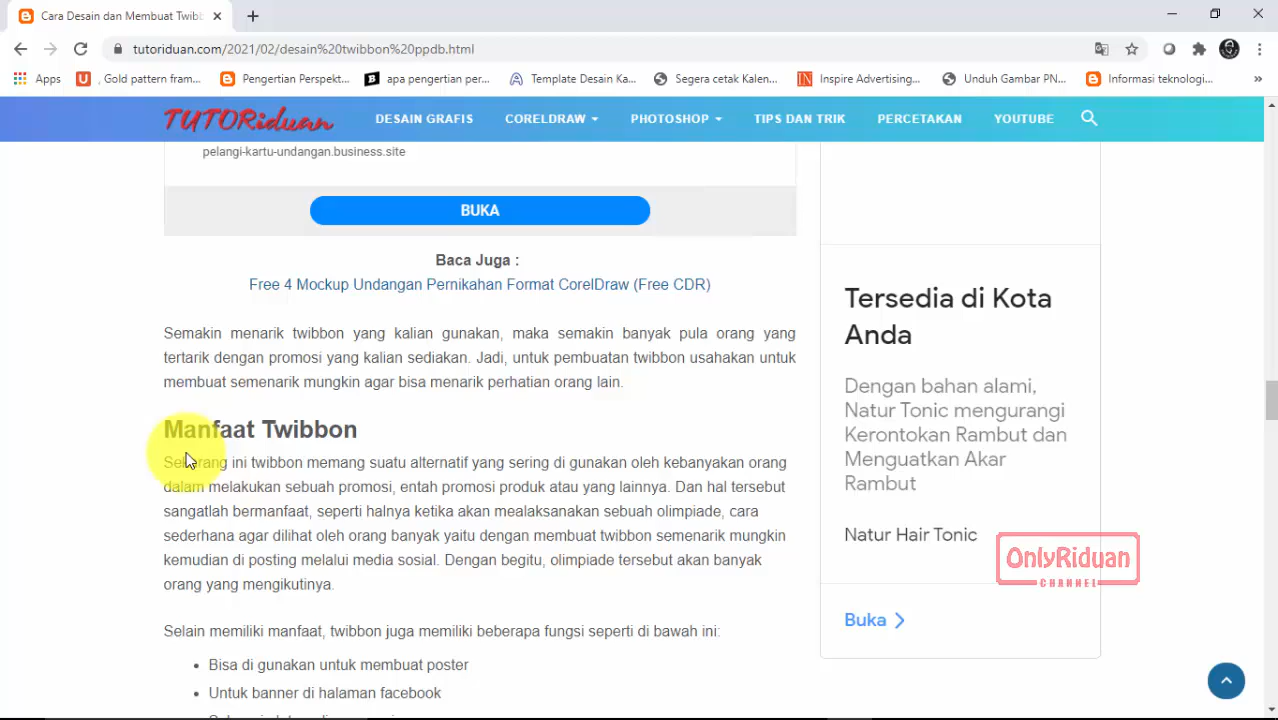 Cara Desain dan Membuat Twibb
tutoriduan.com/2021/02/desain%20twibbon%20ppdb.html
Apps
, Gold pattern fram...
Pengertian Perspekt...
apa pengertian per...
Template Desain Ka...
Segera cetak Kalen...
Inspire Advertising...
Unduh Gambar PN...
Informasi teknologi...
»
TUTORiduan
DESAIN GRAFIS
CORELDRAW
PHOTOSHOP
TIPS DAN TRIK
PERCETAKAN
YOUTUBE
pelangi-kartu-undangan.business.site
BUKA
Baca Juga :
Free 4 Mockup Undangan Pernikahan Format CorelDraw (Free CDR)
Semakin menarik twibbon yang kalian gunakan, maka semakin banyak pula orang yang
tertarik dengan promosi yang kalian sediakan. Jadi, untuk pembuatan twibbon usahakan untuk
membuat semenarik mungkin agar bisa menarik perhatian orang lain.
Manfaat Twibbon
Sekarang ini twibbon memang suatu alternatif yang sering di gunakan oleh kebanyakan orang
dalam melakukan sebuah promosi, entah promosi produk atau yang lainnya. Dan hal tersebut
sangatlah bermanfaat, seperti halnya ketika akan mealaksanakan sebuah olimpiade, cara
sederhana agar dilihat oleh orang banyak yaitu dengan membuat twibbon semenarik mungkin
kemudian di posting melalui media sosial. Dengan begitu, olimpiade tersebut akan banyak
orang yang mengikutinya.
Selain memiliki manfaat, twibbon juga memiliki beberapa fungsi seperti di bawah ini:
• Bisa di gunakan untuk membuat poster
• Untuk banner di halaman facebook
Tersedia di Kota
Anda
Dengan bahan alami,
Natur Tonic mengurangi
Kerontokan Rambut dan
Menguatkan Akar
Rambut
Natur Hair Tonic
Buka
OnlyRiduan
CHANNEL